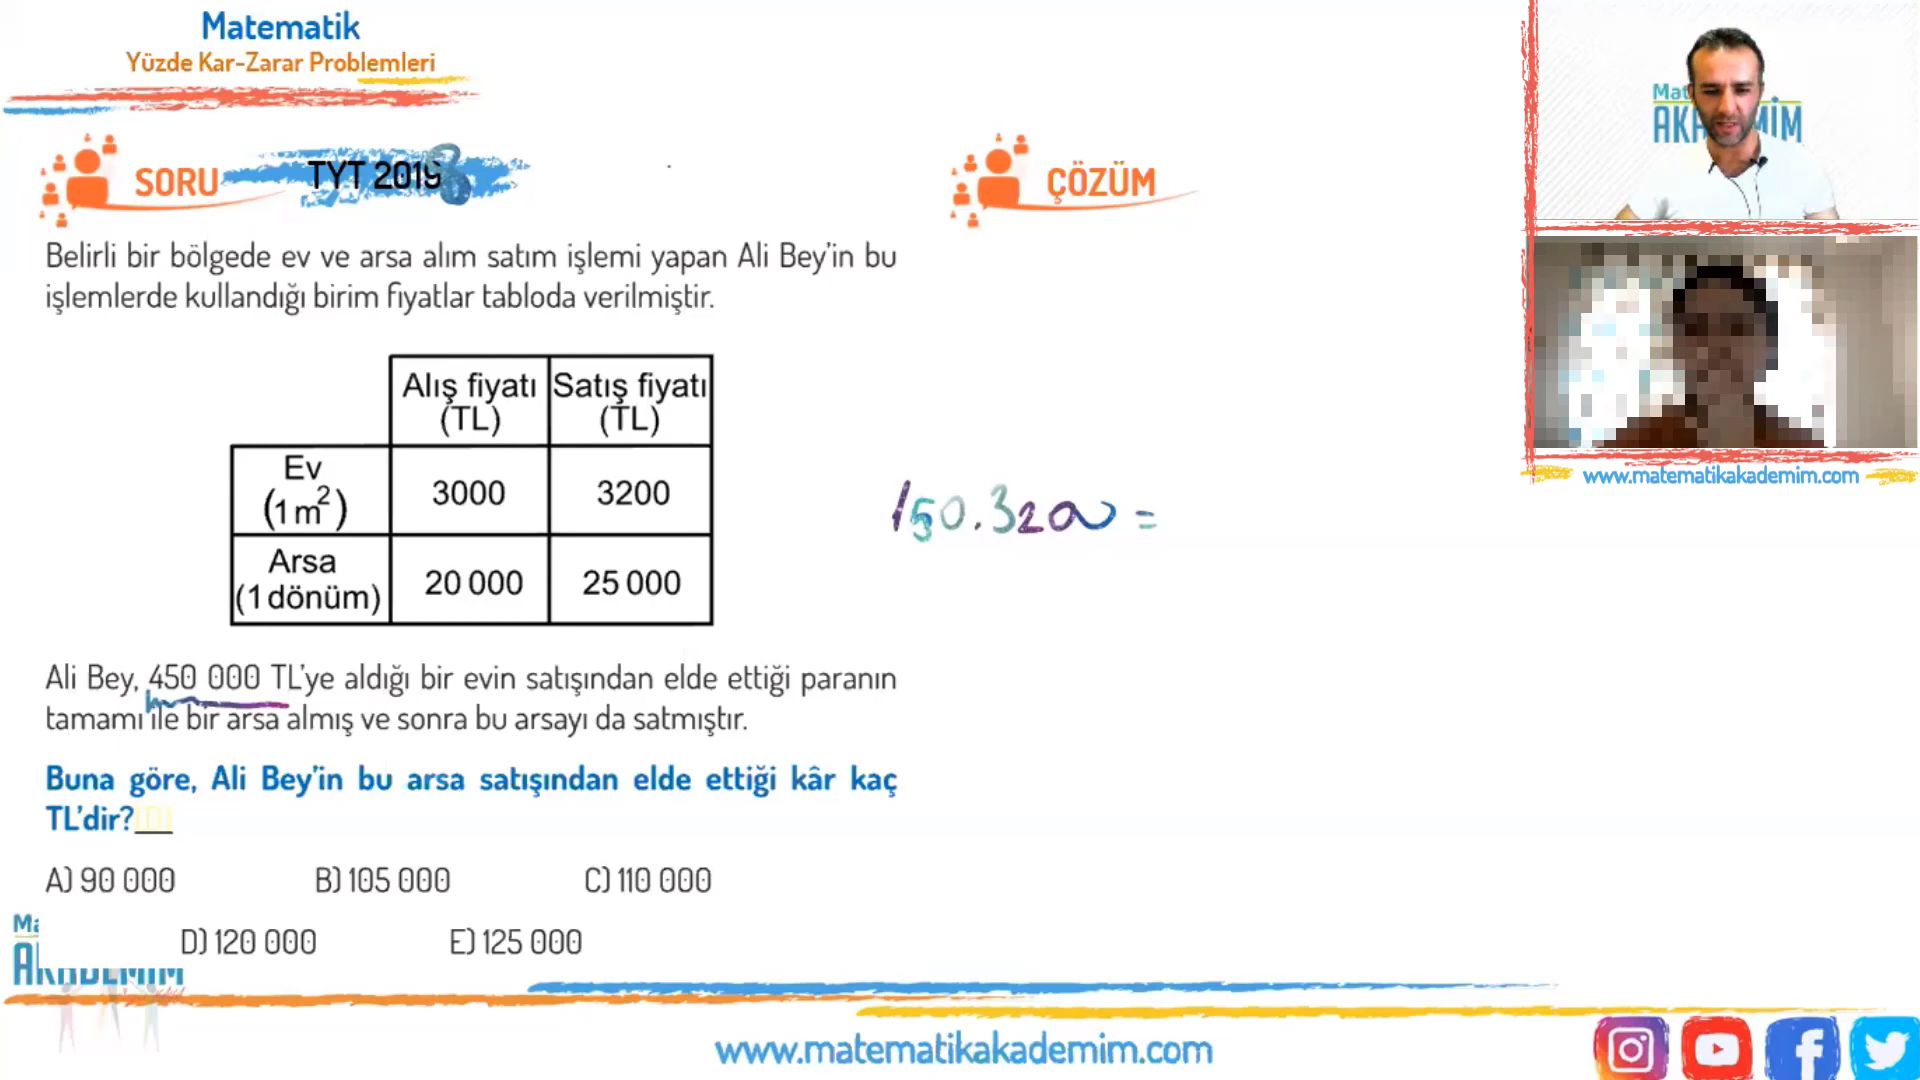 Matematik
Yüzde Kar-Zarar Problemleri
SORU
TYT 2018
ÇÖZÜM
Belirli bir bölgede ev ve arsa alım satım işlemi yapan Ali Bey'in bu
işlemlerde kullandığı birim fiyatlar tabloda verilmiştir.
Alış fiyatı (TL)
Satış fiyatı (TL)
Ev (1 m²)
3000
3200
Arsa (1 dönüm)
20 000
25 000
150.3200 =
Ali Bey, 450 000 TL'ye aldığı bir evin satışından elde ettiği paranın
tamamı ile bir arsa almış ve sonra bu arsayı da satmıştır.
Buna göre, Ali Bey'in bu arsa satışından elde ettiği kâr kaç
TL'dir?
A) 90 000
B) 105 000
C) 110 000
D) 120 000
E) 125 000
AKADEMİM
www.matematikakademim.com
www.matematikakademim.com